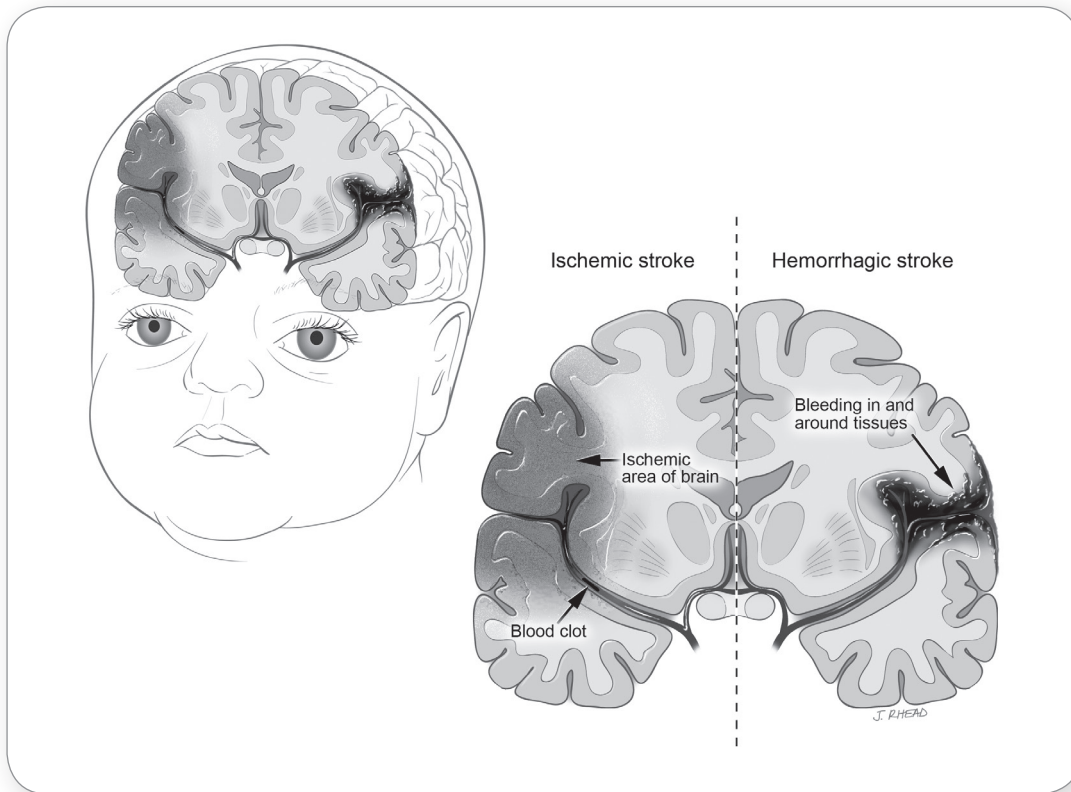 Ischemic stroke
Hemorrhagic stroke
Bleeding in and
around tissues
Ischemic
area of brain
Blood clot
J. RHEAD